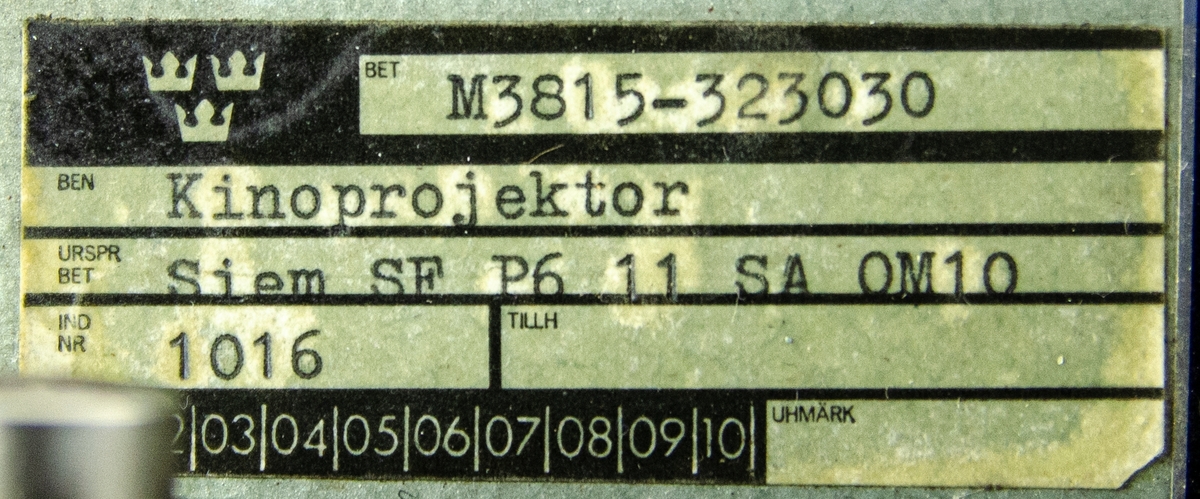 BET M3815-323030
BEN Kinoprojektor
URSPR
BET Siem SF P6 11 SA OM10
IND
NR 1016 TILLH
2|03|04|05|06|07|08|09|10| UHMÄRK